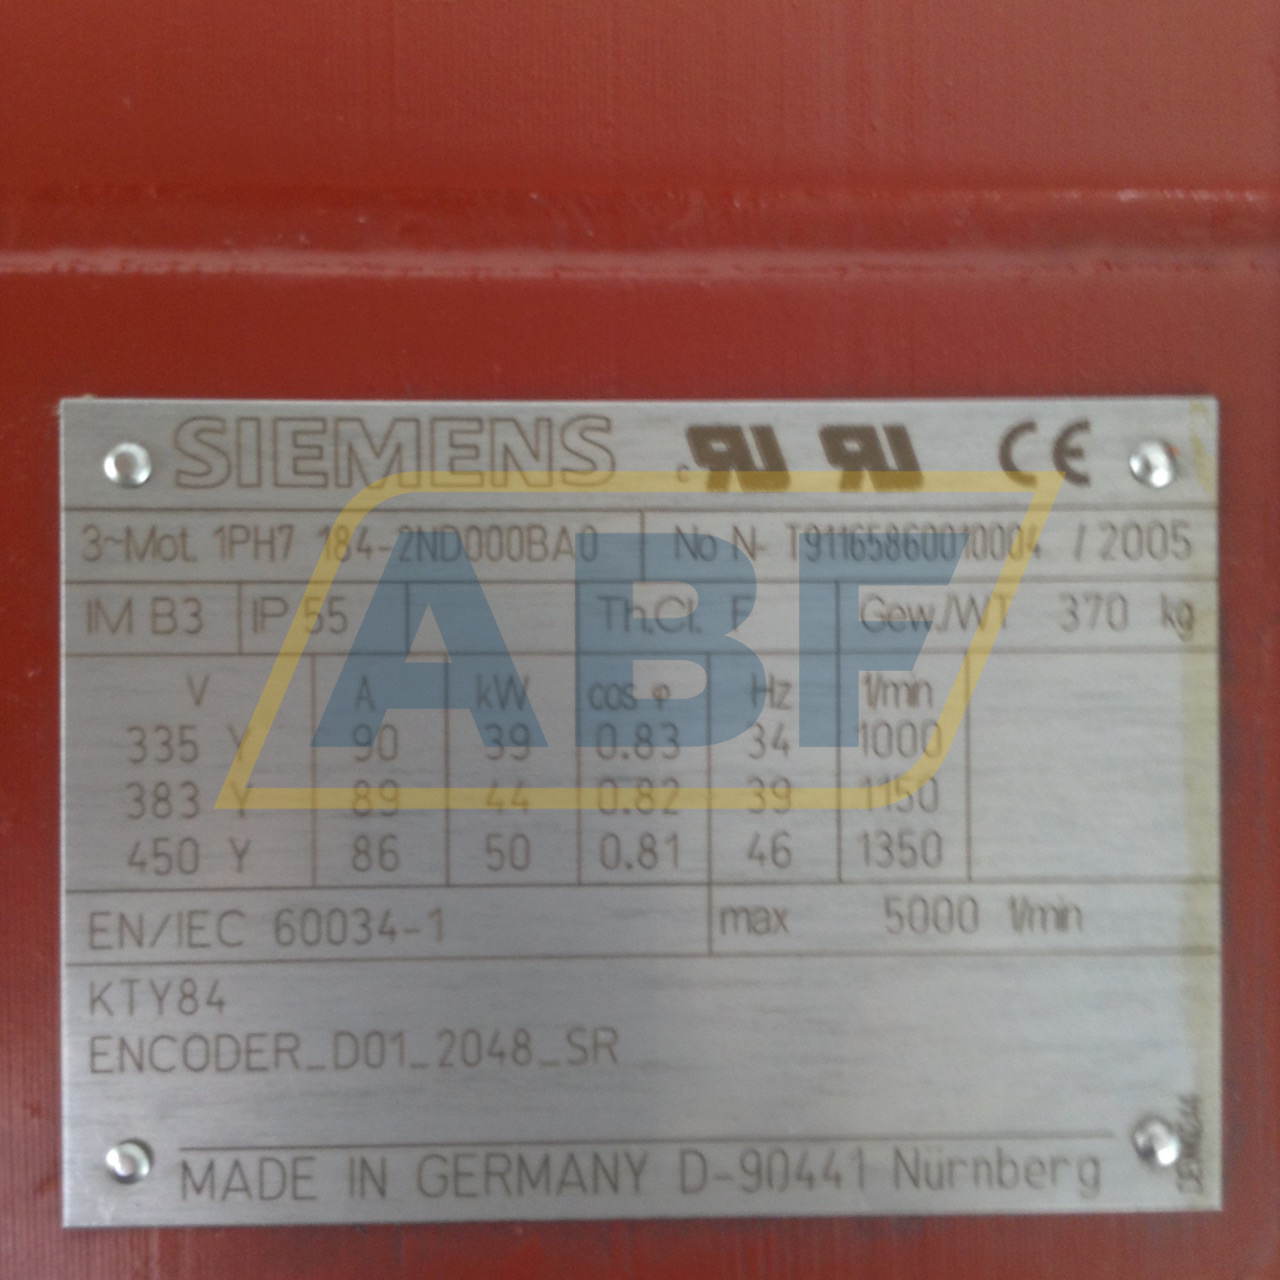 SIEMENS c RU RU CE
3~Mot. 1PH7 184-2ND000BA0 No N- T91165860010004 / 2005
IM B3 IP 55 Th.Cl. F Gew./WT 370 kg
V A kW cos φ Hz 1/min
335 Y 90 39 0.83 34 1000
383 Y 89 44 0.82 39 1150
450 Y 86 50 0.81 46 1350
EN/IEC 60034-1 max 5000 1/min
KTY84
ENCODER_D01_2048_SR
MADE IN GERMANY D-90441 Nürnberg
ABF